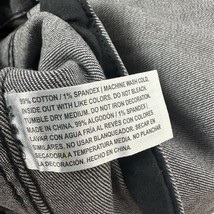 99% COTTON / 1% SPANDEX | MACHINE WASH COLD,
INSIDE OUT WITH LIKE COLORS. DO NOT BLEACH.
TUMBLE DRY MEDIUM. DO NOT IRON DECORATION.
MADE IN CHINA. 99% ALGODÓN / 1% SPANDEX |
LAVAR CON AGUA FRÍA AL REVÉS CON COLORES
SIMILARES. NO USAR BLANQUEADOR. SECAR EN
SECADORA A TEMPERATURA MEDIA. NO PLANCHAR
LA DECORACIÓN. HECHO EN CHINA.